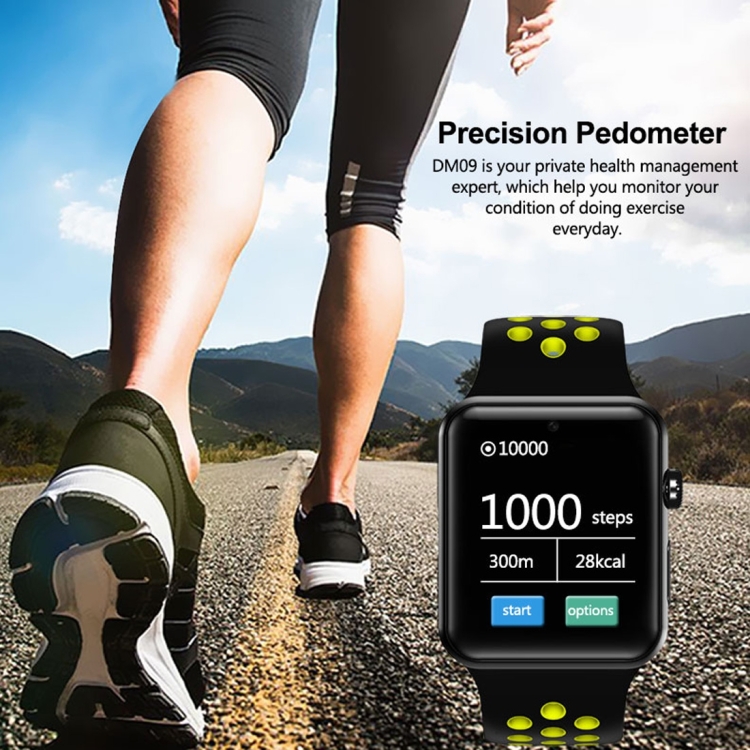 Precision Pedometer
DM09 is your private health management
expert, which help you monitor your
condition of doing exercise
everyday.
10000
1000 steps
300m 28kcal
start options